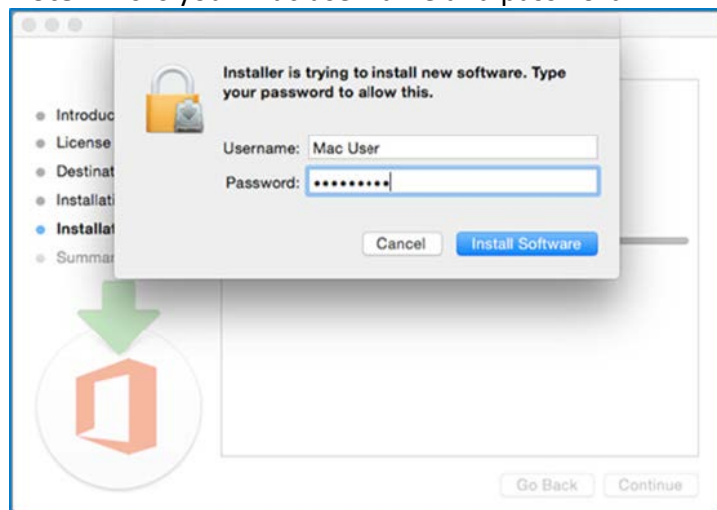 Installer is trying to install new software. Type
your password to allow this.
Introduc
License
Destinat
Installati
Installat
Summar
Username: Mac User
Password: •••••••••
Cancel
Install Software
Go Back
Continue